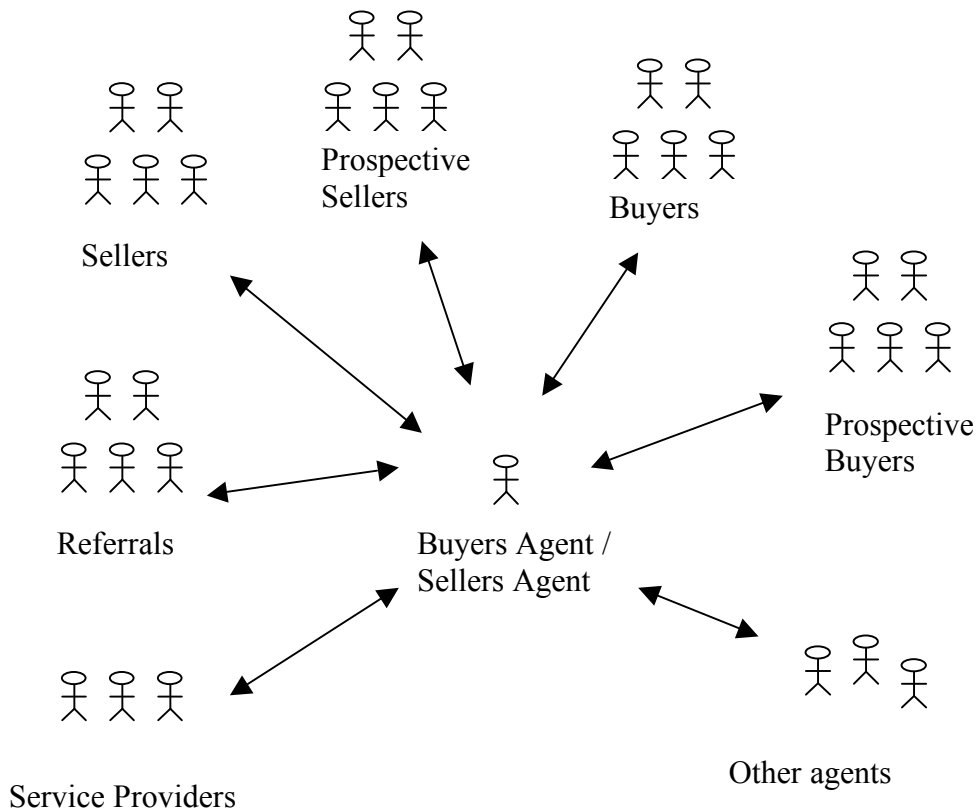 Prospective
Sellers
Buyers
Sellers
Prospective
Buyers
Referrals
Buyers Agent /
Sellers Agent
Other agents
Service Providers